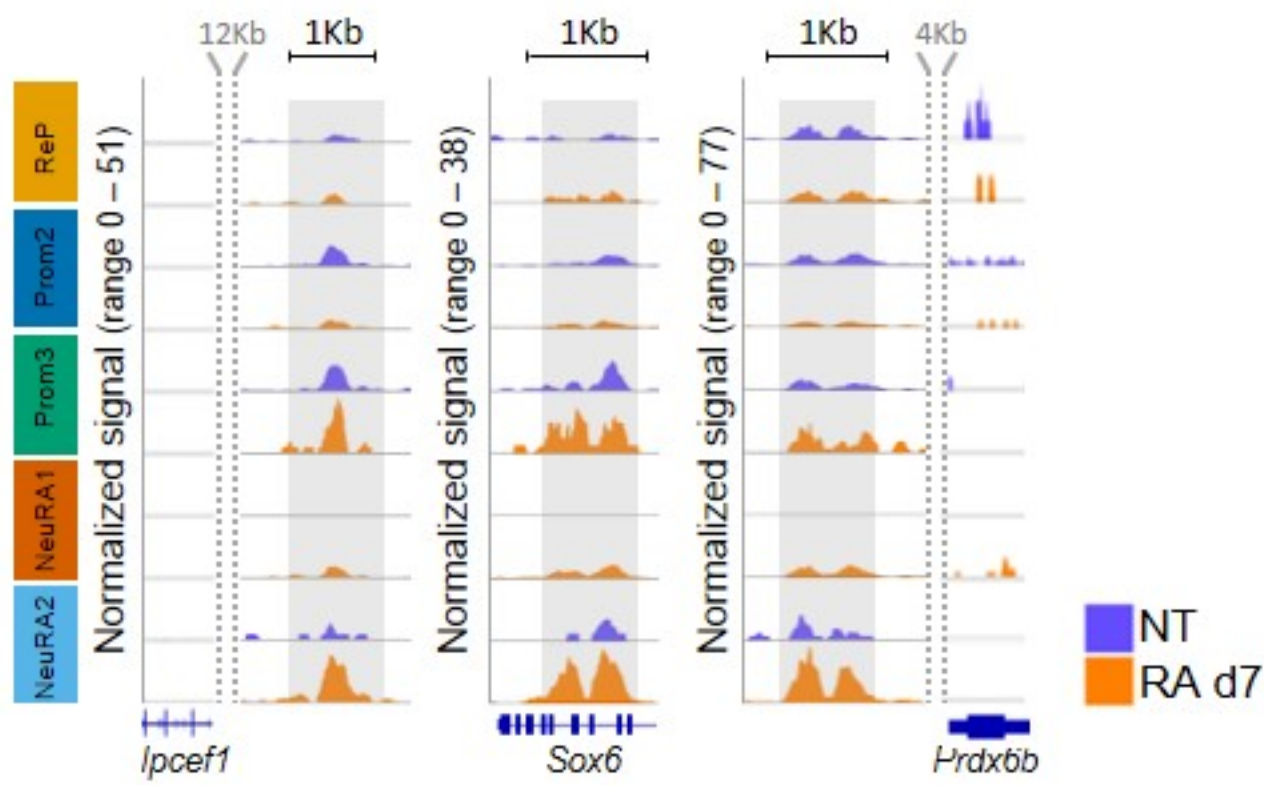 12Kb 1Kb 1Kb 1Kb 4Kb
ReP
Prom2
Prom3
NeuRA1
NeuRA2
Normalized signal (range 0 – 51)
Normalized signal (range 0 – 38)
Normalized signal (range 0 – 77)
NT
RA d7
Ipcef1 Sox6 Prdx6b